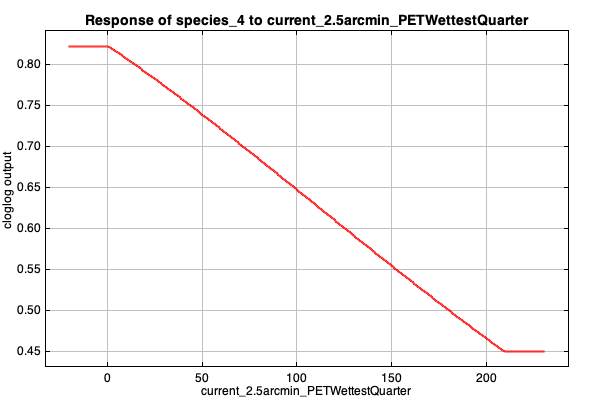 Response of species_4 to current_2.5arcmin_PETWettestQuarter
cloglog output
0.80
0.75
0.70
0.65
0.60
0.55
0.50
0.45
0 50 100 150 200
current_2.5arcmin_PETWettestQuarter